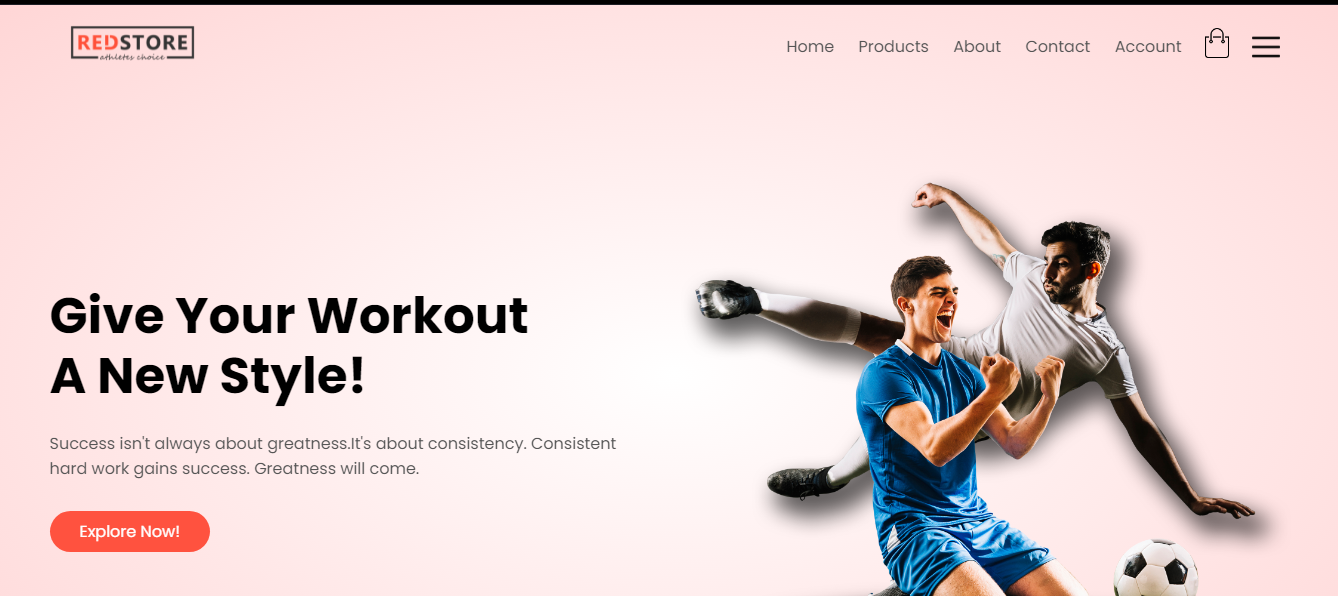 REDSTORE
athletes choice
Home Products About Contact Account
Give Your Workout
A New Style!
Success isn't always about greatness.It's about consistency. Consistent
hard work gains success. Greatness will come.
Explore Now!